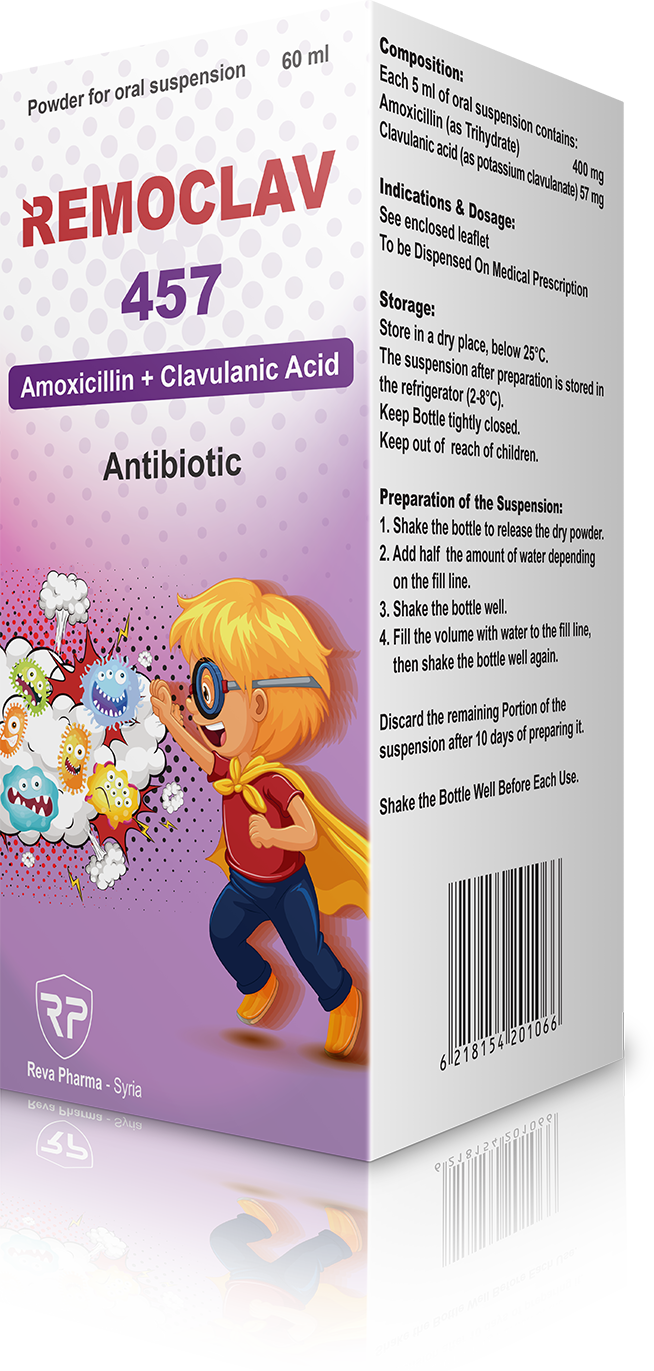 Powder for oral suspension 60 ml
REMOCLAV
457
Amoxicillin + Clavulanic Acid
Antibiotic
RP
Reva Pharma - Syria
Composition:
Each 5 ml of oral suspension contains:
Amoxicillin (as Trihydrate) 400 mg
Clavulanic acid (as potassium clavulanate) 57 mg
Indications & Dosage:
See enclosed leaflet
To be Dispensed On Medical Prescription
Storage:
Store in a dry place, below 25°C.
The suspension after preparation is stored in
the refrigerator (2-8°C).
Keep Bottle tightly closed.
Keep out of reach of children.
Preparation of the Suspension:
1. Shake the bottle to release the dry powder.
2. Add half the amount of water depending
on the fill line.
3. Shake the bottle well.
4. Fill the volume with water to the fill line,
then shake the bottle well again.
Discard the remaining Portion of the
suspension after 10 days of preparing it.
Shake the Bottle Well Before Each Use.
6 218154 201066